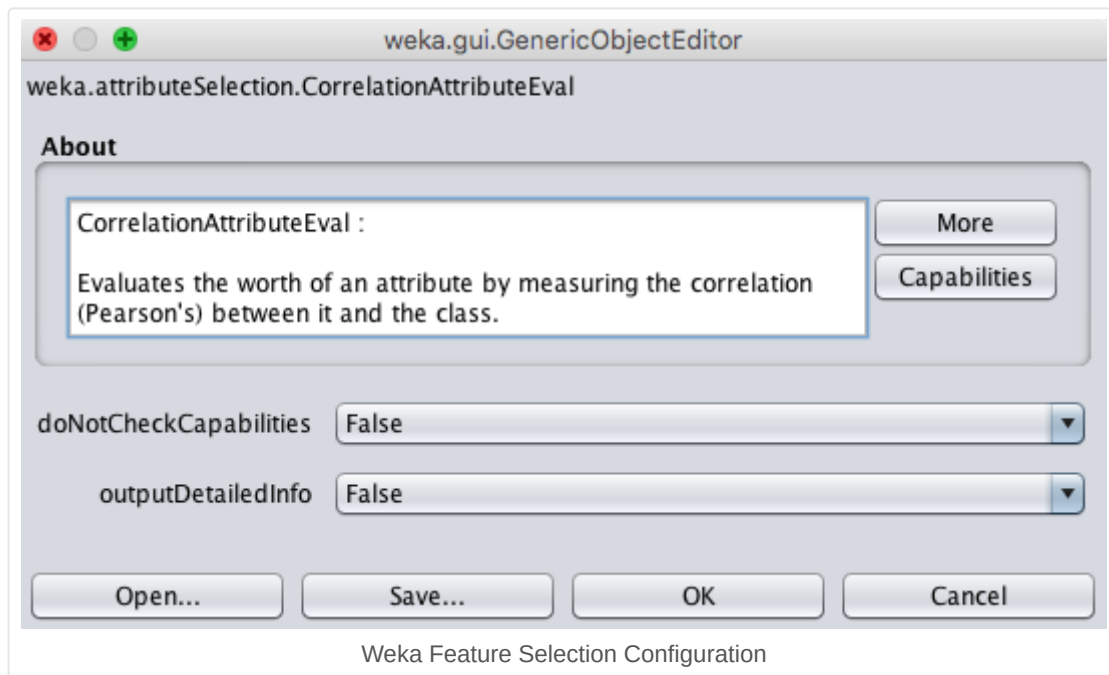 weka.gui.GenericObjectEditor
weka.attributeSelection.CorrelationAttributeEval
About
CorrelationAttributeEval :
Evaluates the worth of an attribute by measuring the correlation
(Pearson's) between it and the class.
More
Capabilities
doNotCheckCapabilities False
outputDetailedInfo False
Open... Save... OK Cancel
Weka Feature Selection Configuration